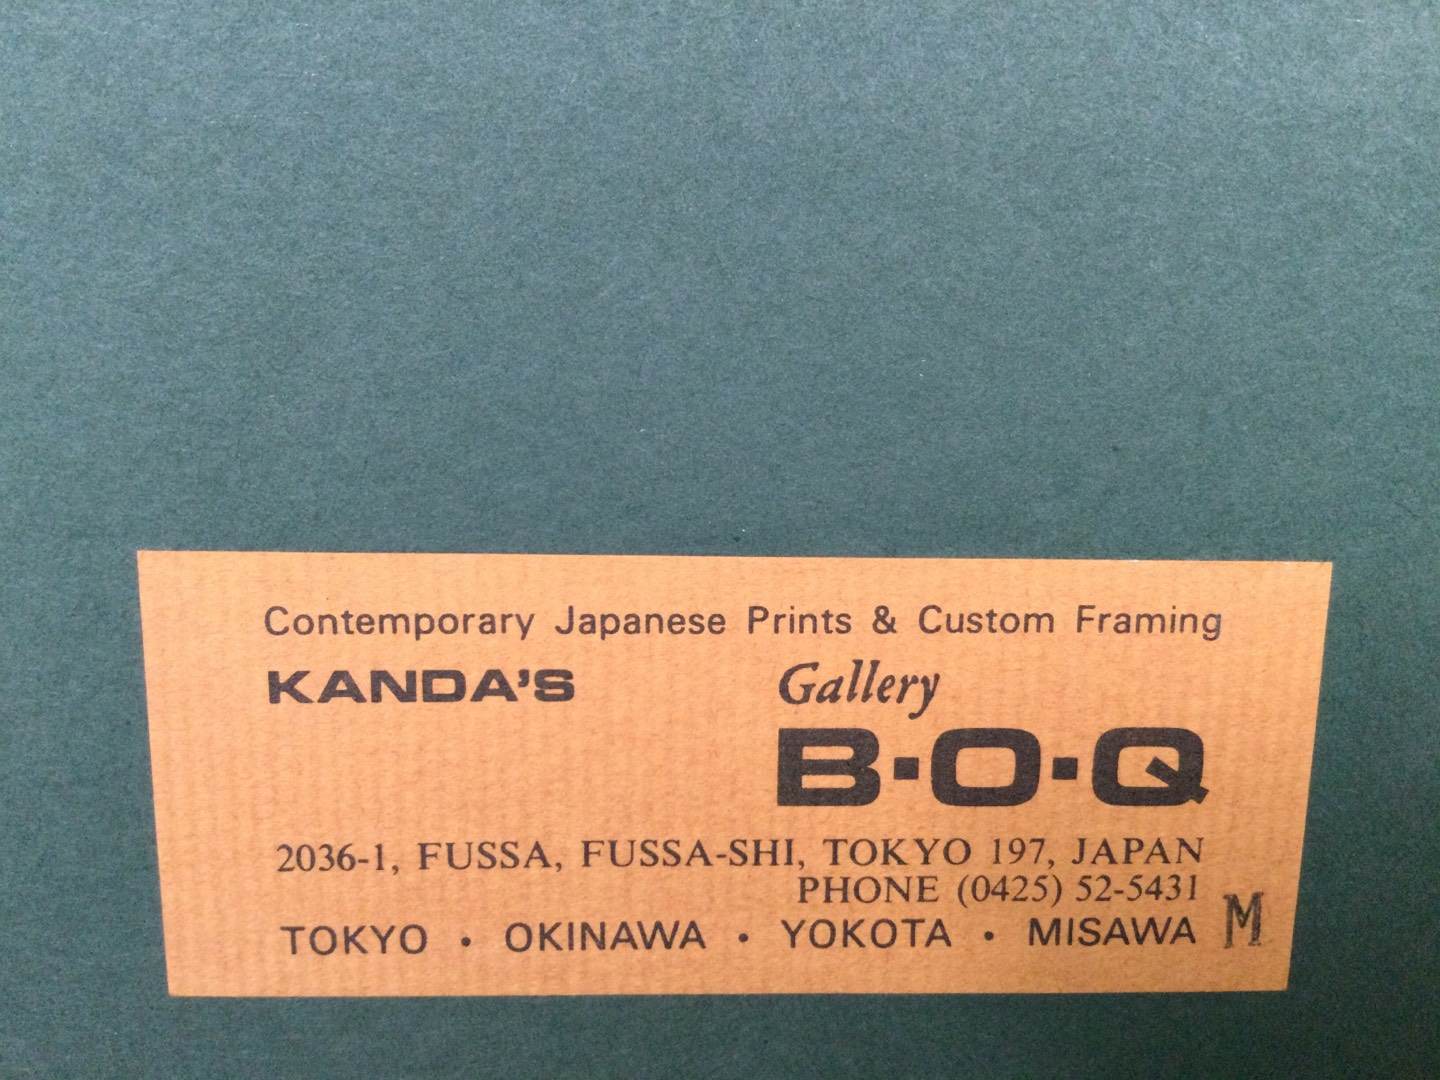 Contemporary Japanese Prints & Custom Framing
KANDA'S Gallery
B·O·Q
2036-1, FUSSA, FUSSA-SHI, TOKYO 197, JAPAN
PHONE (0425) 52-5431
TOKYO · OKINAWA · YOKOTA · MISAWA M